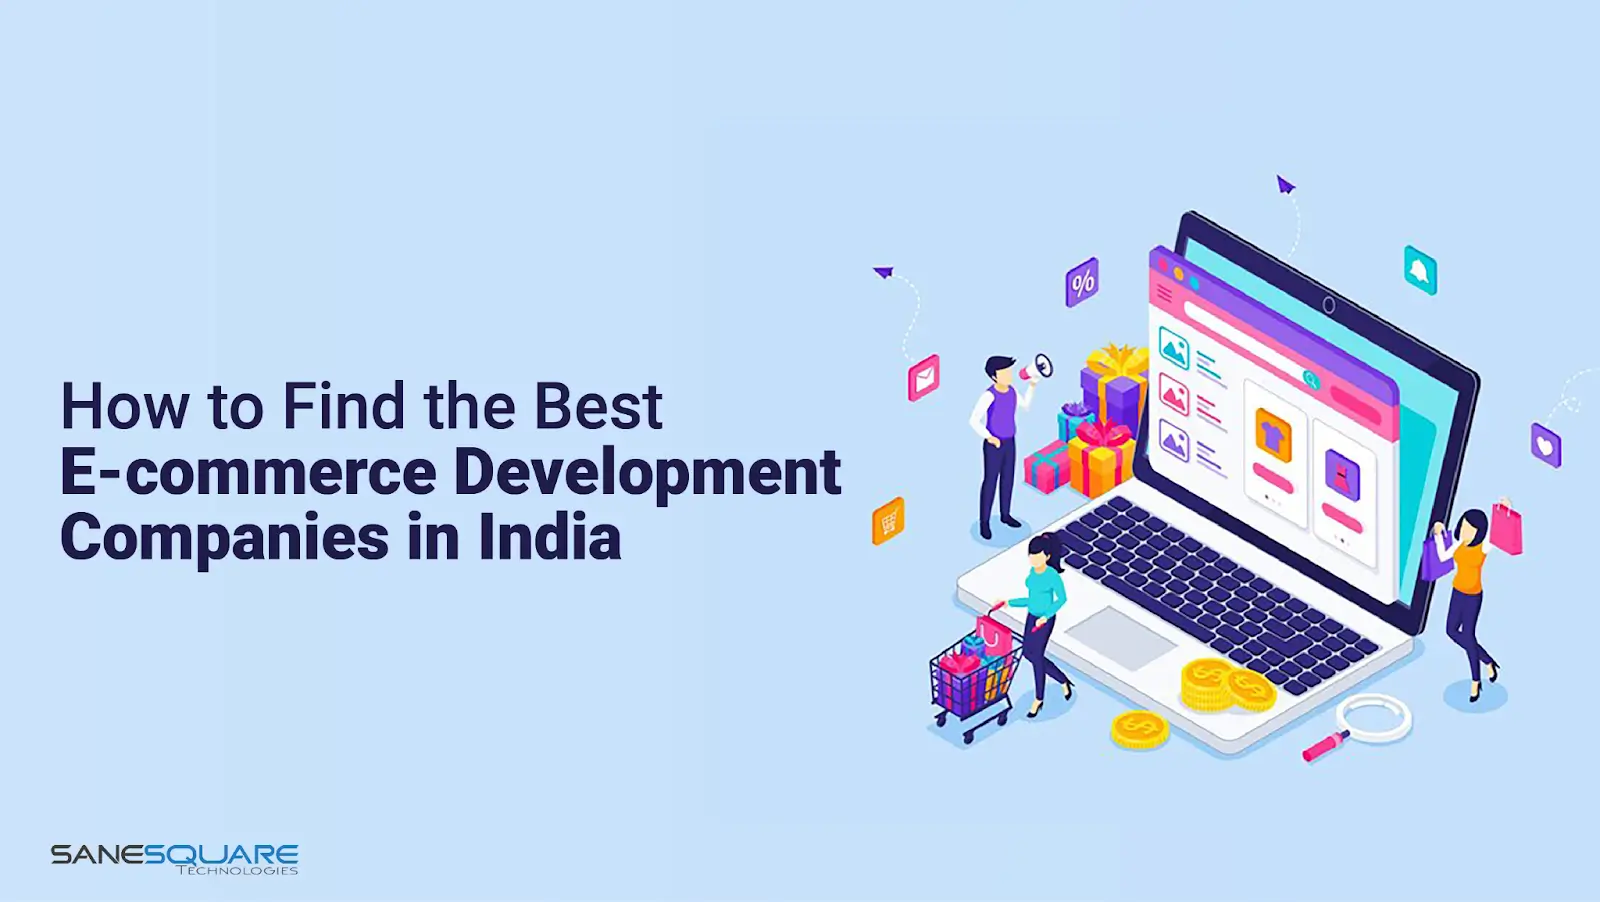 How to Find the Best
E-commerce Development
Companies in India
%
SANESQUARE
TECHNOLOGIES